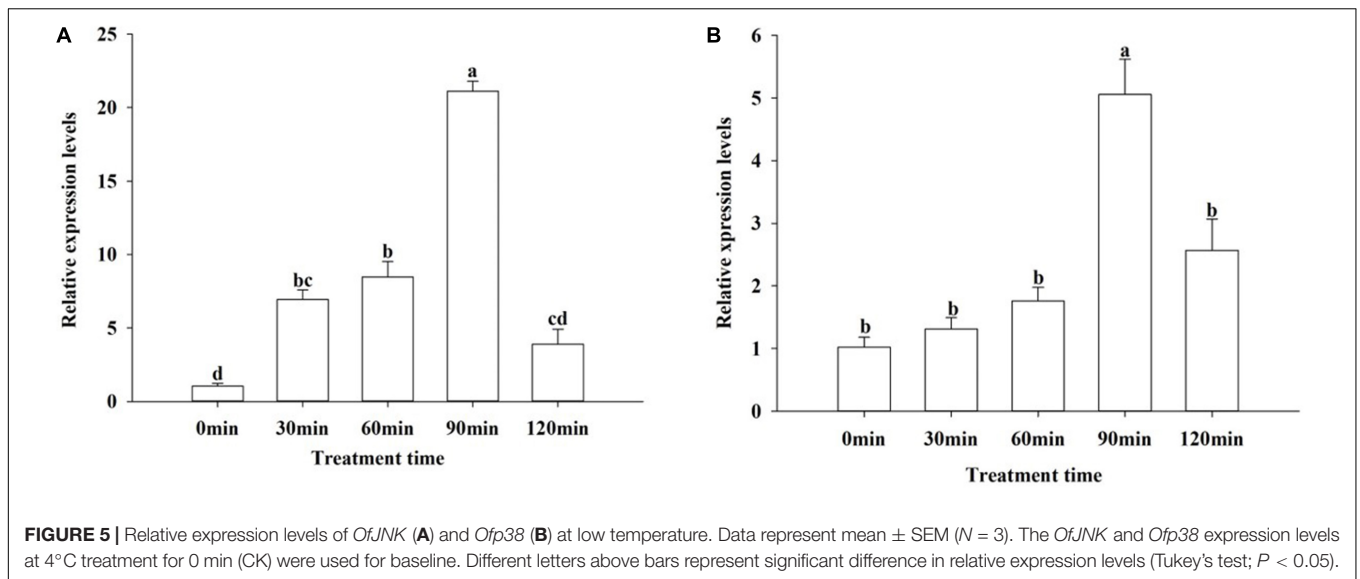 A
25
20
15
10
5
0
Relative expression levels
d
bc
b
a
cd
0min 30min 60min 90min 120min
Treatment time
B
6
5
4
3
2
1
0
Relative xpression levels
b
b
b
a
b
0min 30min 60min 90min 120min
Treatment time
FIGURE 5 | Relative expression levels of OfJNK (A) and Ofp38 (B) at low temperature. Data represent mean ± SEM (N = 3). The OfJNK and Ofp38 expression levels
at 4°C treatment for 0 min (CK) were used for baseline. Different letters above bars represent significant difference in relative expression levels (Tukey's test; P < 0.05).